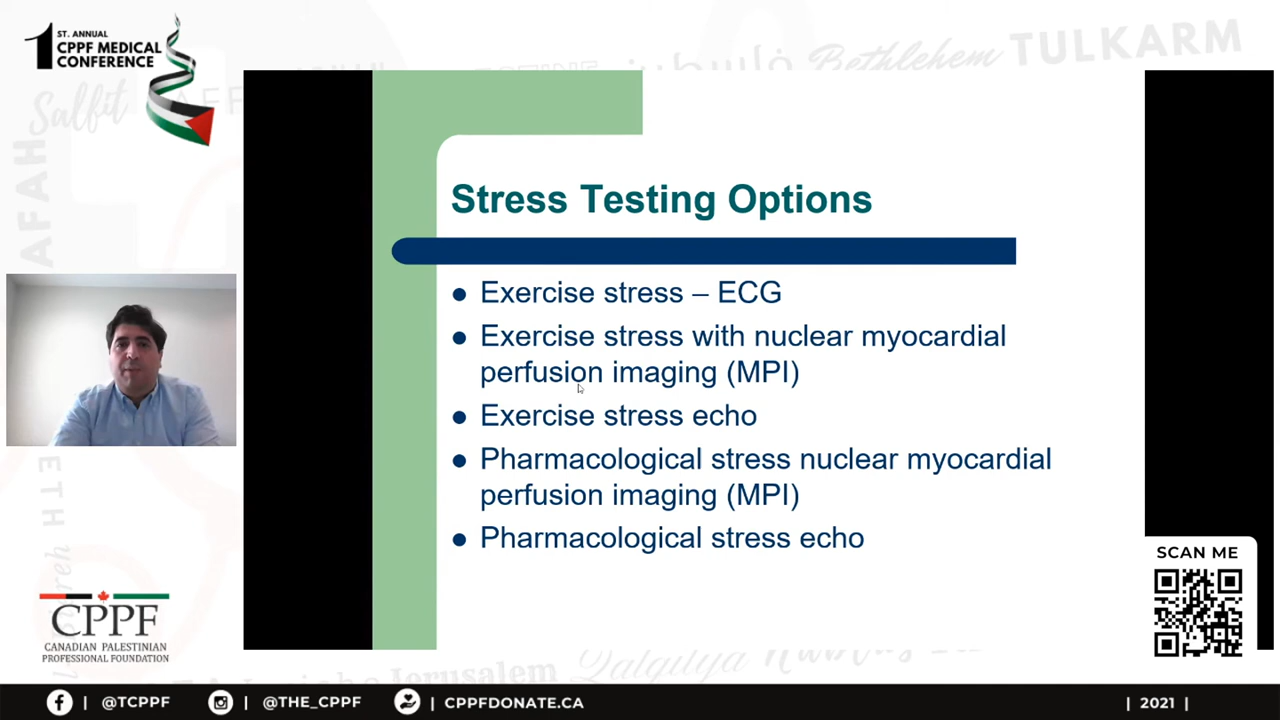 1 ST. ANNUAL
CPPF MEDICAL
CONFERENCE
Salfit
Bethlehem
TULKARM
AFAH
Stress Testing Options
Exercise stress – ECG
Exercise stress with nuclear myocardial
perfusion imaging (MPI)
Exercise stress echo
Pharmacological stress nuclear myocardial
perfusion imaging (MPI)
Pharmacological stress echo
SCAN ME
CPPF
CANADIAN PALESTINIAN
PROFESSIONAL FOUNDATION
Jerusalem
Qalqilya
| @TCPPF
| @THE_CPPF
| CPPFDONATE.CA
| 2021 |